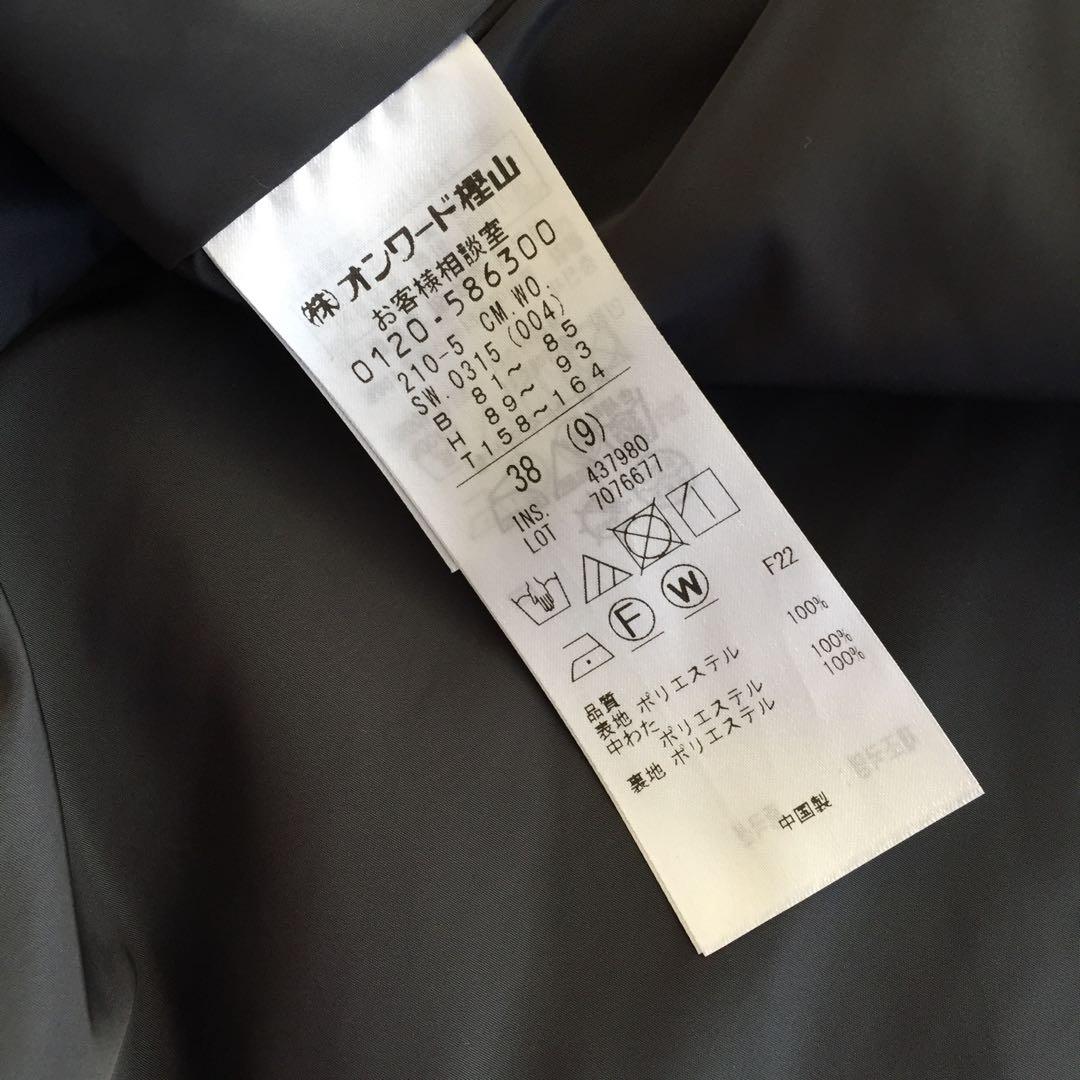 ㈱オンワード樫山
お客様相談室
0120-586300
210-5 CM.WO.
SW.0315(004)
B 81～ 85
H 89～ 93
T158～164
38 (9)
INS. 437980
LOT 7076677
F W
F22
品質
表地 ポリエステル 100%
中わた ポリエステル 100%
裏地 ポリエステル 100%
中国製